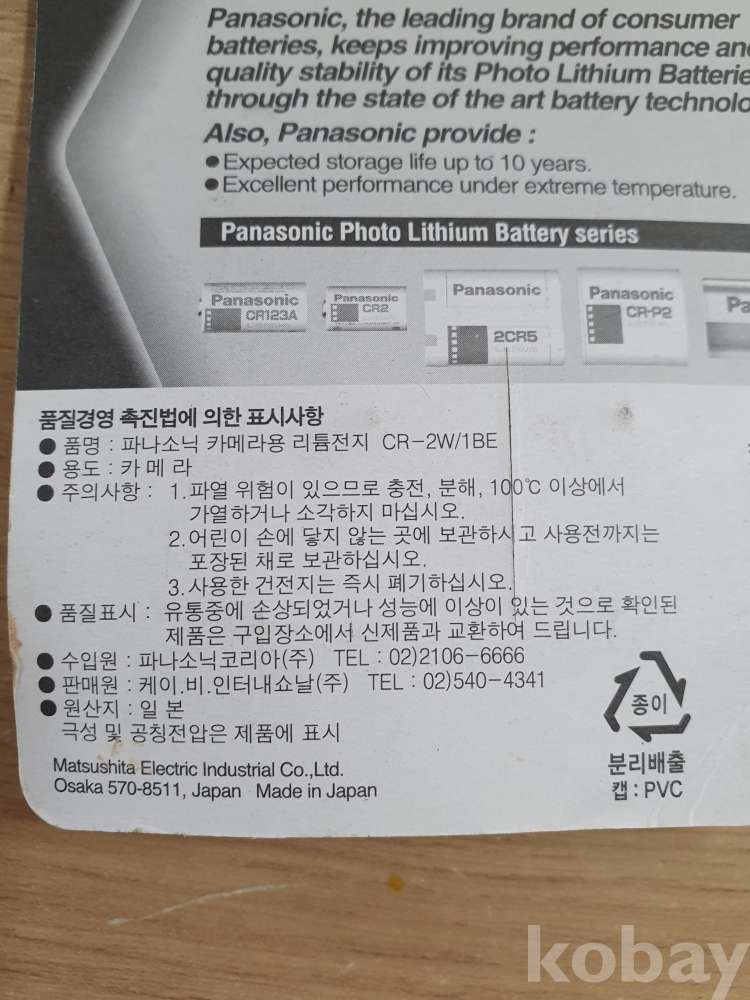 Panasonic, the leading brand of consumer
batteries, keeps improving performance
quality stability of its Photo Lithium
through the state of the art battery
Also, Panasonic provide :
● Expected storage life up to 10 years.
● Excellent performance under extreme temperature.
Panasonic Photo Lithium Battery series
Panasonic CR123A
Panasonic CR2
Panasonic 2CR5
Panasonic CR-P2
품질경영 촉진법에 의한 표시사항
● 품명 : 파나소닉 카메라용 리튬전지 CR-2W/1BE
● 용도 : 카 메 라
● 주의사항 : 1.파열 위험이 있으므로 충전, 분해, 100℃ 이상에서
가열하거나 소각하지 마십시오.
2.어린이 손에 닿지 않는 곳에 보관하시고 사용전까지는
포장된 채로 보관하십시오.
3.사용한 건전지는 즉시 폐기하십시오.
● 품질표시 : 유통중에 손상되었거나 성능에 이상이 있는 것으로 확인된
제품은 구입장소에서 신제품과 교환하여 드립니다.
● 수입원 : 파나소닉코리아(주) TEL : 02)2106-6666
● 판매원 : 케이.비.인터내쇼날(주) TEL : 02)540-4341
● 원산지 : 일 본
극성 및 공칭전압은 제품에 표시
Matsushita Electric Industrial Co.,Ltd.
Osaka 570-8511, Japan Made in Japan
종이
분리배출
캡 : PVC
kobay